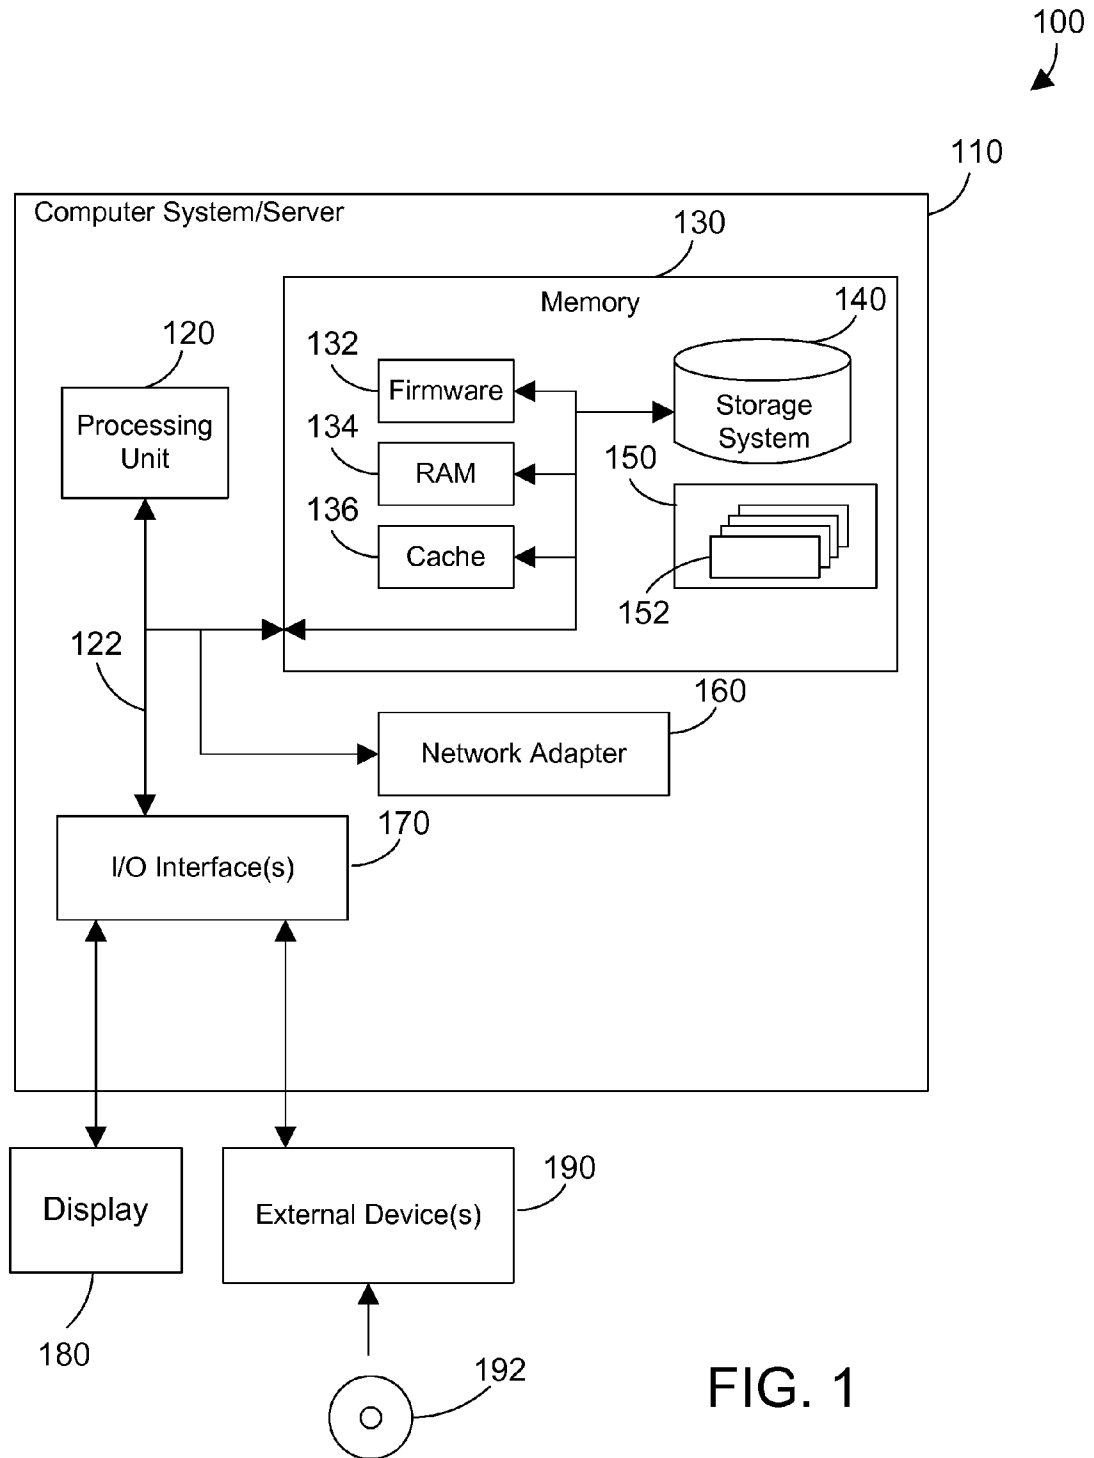 100
110
Computer System/Server
130
Memory
140
120
132
Firmware
Storage
System
Processing
Unit
134
RAM
150
136
Cache
152
122
160
Network Adapter
170
I/O Interface(s)
190
Display
External Device(s)
180
192
FIG. 1